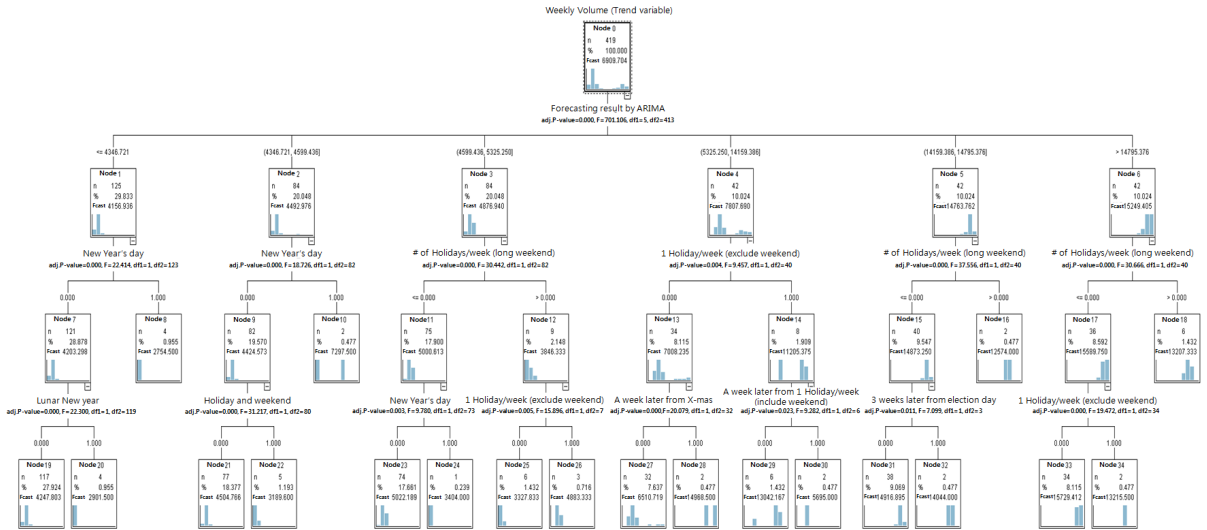 Weekly Volume (Trend variable)
Node 0
n 419
% 100.000
Fcast 6909.704
Forecasting result by ARIMA
adj.P-value=0.000, F=701.106, df1=5, df2=413
<= 4346.721
(4346.721, 4599.436]
(4599.436, 5325.250]
(5325.250, 14159.386]
(14159.386, 14795.376]
> 14795.376
Node 1
n 125
% 29.833
Fcast 4156.936
Node 2
n 84
% 20.048
Fcast 4492.976
Node 3
n 84
% 20.048
Fcast 4876.940
Node 4
n 42
% 10.024
Fcast 7807.690
Node 5
n 42
% 10.024
Fcast 14763.762
Node 6
n 42
% 10.024
Fcast 15249.405
New Year's day
adj.P-value=0.000, F=22.414, df1=1, df2=123
New Year's day
adj.P-value=0.000, F=18.726, df1=1, df2=82
# of Holidays/week (long weekend)
adj.P-value=0.000, F=30.442, df1=1, df2=82
1 Holiday/week (exclude weekend)
adj.P-value=0.004, F=9.457, df1=1, df2=40
# of Holidays/week (long weekend)
adj.P-value=0.000, F=37.556, df1=1, df2=40
# of Holidays/week (long weekend)
adj.P-value=0.000, F=30.666, df1=1, df2=40
0.000
1.000
0.000
1.000
<= 0.000
> 0.000
0.000
1.000
<= 0.000
> 0.000
<= 0.000
> 0.000
Node 7
n 121
% 28.878
Fcast 4203.298
Node 8
n 4
% 0.955
Fcast 2754.500
Node 9
n 82
% 19.570
Fcast 4424.573
Node 10
n 2
% 0.477
Fcast 7297.500
Node 11
n 75
% 17.900
Fcast 5000.613
Node 12
n 9
% 2.148
Fcast 3846.333
Node 13
n 34
% 8.115
Fcast 7008.235
Node 14
n 8
% 1.909
Fcast 11205.375
Node 15
n 40
% 9.547
Fcast 14873.250
Node 16
n 2
% 0.477
Fcast 12574.000
Node 17
n 36
% 8.592
Fcast 15589.750
Node 18
n 6
% 1.432
Fcast 13207.333
Lunar New year
adj.P-value=0.000, F=22.300, df1=1, df2=119
Holiday and weekend
adj.P-value=0.000, F=31.217, df1=1, df2=80
New Year's day
adj.P-value=0.003, F=9.780, df1=1, df2=73
1 Holiday/week (exclude weekend)
adj.P-value=0.000, F=15.896, df1=1, df2=7
A week later from X-mas
adj.P-value=0.000, F=20.079, df1=1, df2=32
A week later from 1 Holiday/week
(include weekend)
adj.P-value=0.023, F=9.282, df1=1, df2=6
3 weeks later from election day
adj.P-value=0.011, F=7.099, df1=1, df2=3
1 Holiday/week (exclude weekend)
adj.P-value=0.000, F=19.472, df1=1, df2=34
0.000
1.000
0.000
1.000
0.000
1.000
0.000
1.000
0.000
1.000
0.000
1.000
0.000
1.000
0.000
1.000
Node 19
n 117
% 27.924
Fcast 4247.803
Node 20
n 4
% 0.955
Fcast 2901.500
Node 21
n 77
% 18.377
Fcast 4504.766
Node 22
n 5
% 1.193
Fcast 3189.600
Node 23
n 74
% 17.661
Fcast 5022.189
Node 24
n 1
% 0.239
Fcast 3404.000
Node 25
n 6
% 1.432
Fcast 3327.833
Node 26
n 3
% 0.716
Fcast 4883.333
Node 27
n 32
% 7.637
Fcast 6510.719
Node 28
n 2
% 0.477
Fcast 14968.500
Node 29
n 6
% 1.432
Fcast 13042.167
Node 30
n 2
% 0.477
Fcast 5695.000
Node 31
n 38
% 9.069
Fcast 14916.895
Node 32
n 2
% 0.477
Fcast 14044.000
Node 33
n 34
% 8.115
Fcast 15729.412
Node 34
n 2
% 0.477
Fcast 13215.500